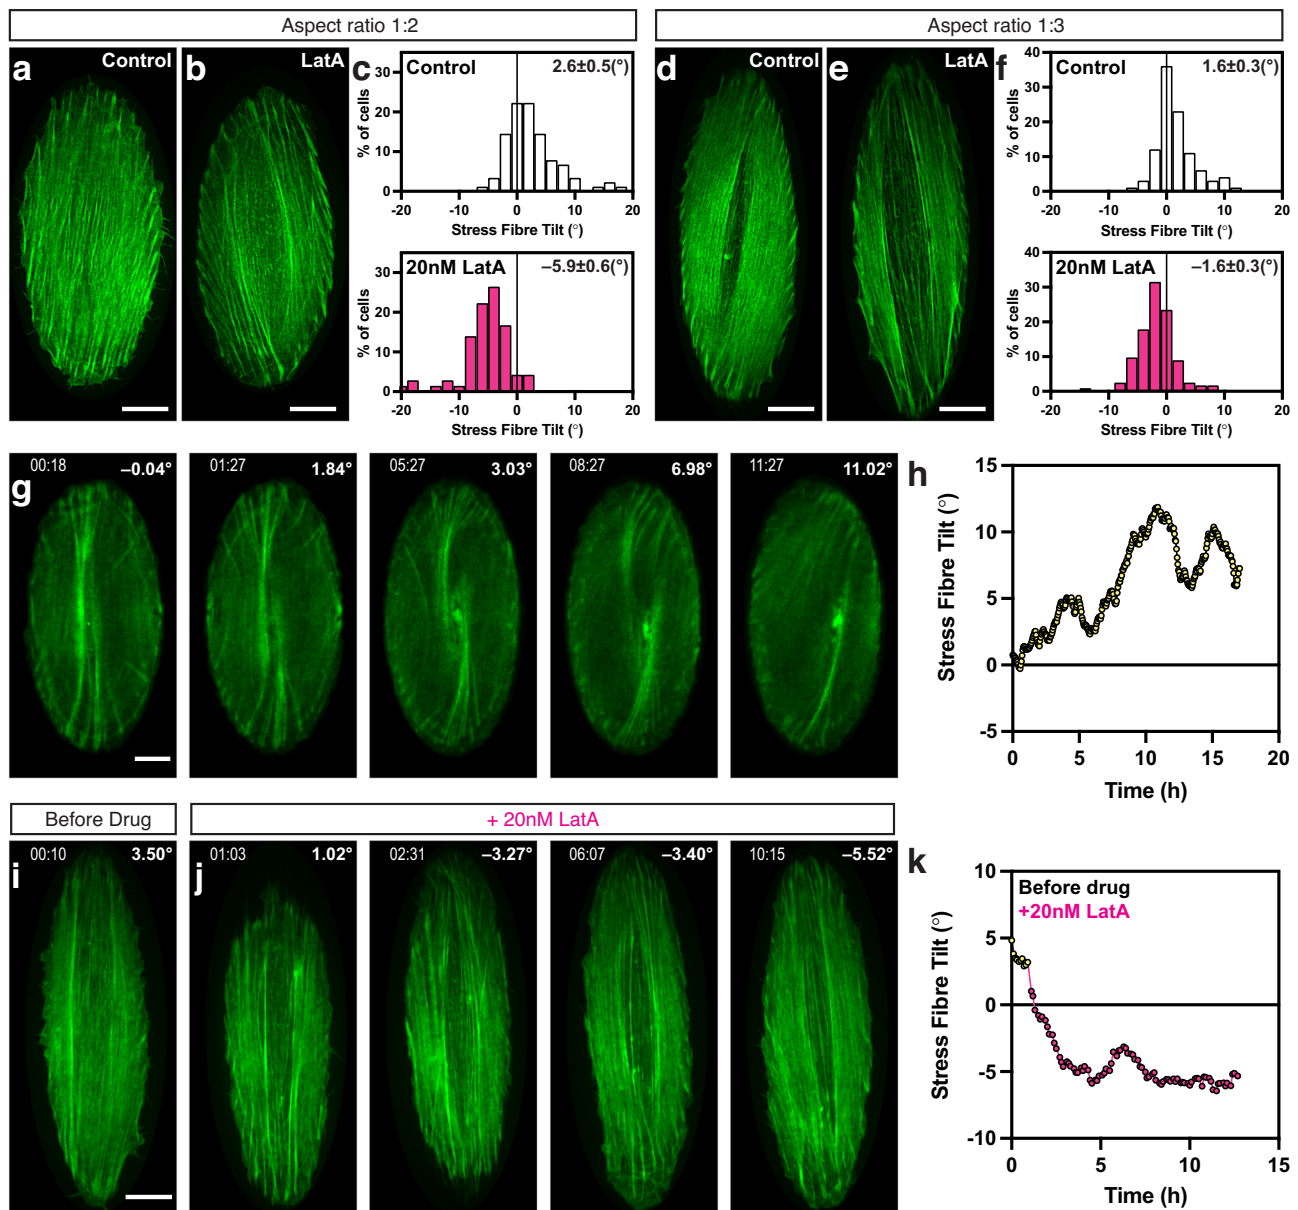 Aspect ratio 1:2
Aspect ratio 1:3
a
Control
b
LatA
c
Control
2.6±0.5(°)
% of cells
30
20
10
0
-20
-10
0
10
20
Stress Fibre Tilt (°)
20nM LatA
–5.9±0.6(°)
% of cells
30
20
10
0
-20
-10
0
10
20
Stress Fibre Tilt (°)
d
Control
e
LatA
f
Control
1.6±0.3(°)
% of cells
40
30
20
10
0
-20
-10
0
10
20
Stress Fibre Tilt (°)
20nM LatA
–1.6±0.3(°)
% of cells
40
30
20
10
0
-20
-10
0
10
20
Stress Fibre Tilt (°)
g
00:18
–0.04°
01:27
1.84°
05:27
3.03°
08:27
6.98°
11:27
11.02°
h
Stress Fibre Tilt (°)
15
10
5
0
-5
0
5
10
15
20
Time (h)
Before Drug
+ 20nM LatA
i
00:10
3.50°
j
01:03
1.02°
02:31
–3.27°
06:07
–3.40°
10:15
–5.52°
k
Before drug
+20nM LatA
Stress Fibre Tilt (°)
10
5
0
-5
-10
0
5
10
15
Time (h)